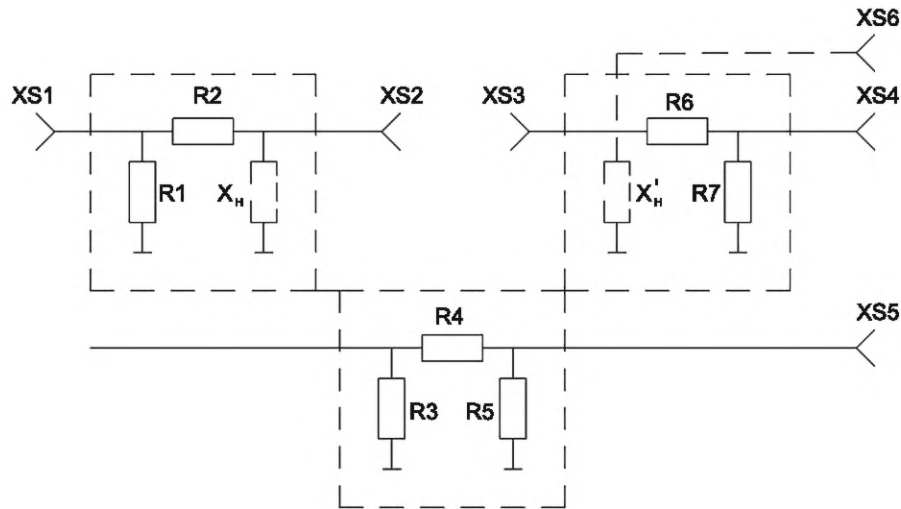 XS6
XS1 R2 XS2 XS3 R6 XS4
R1 Xн X'н R7
R4 XS5
R3 R5